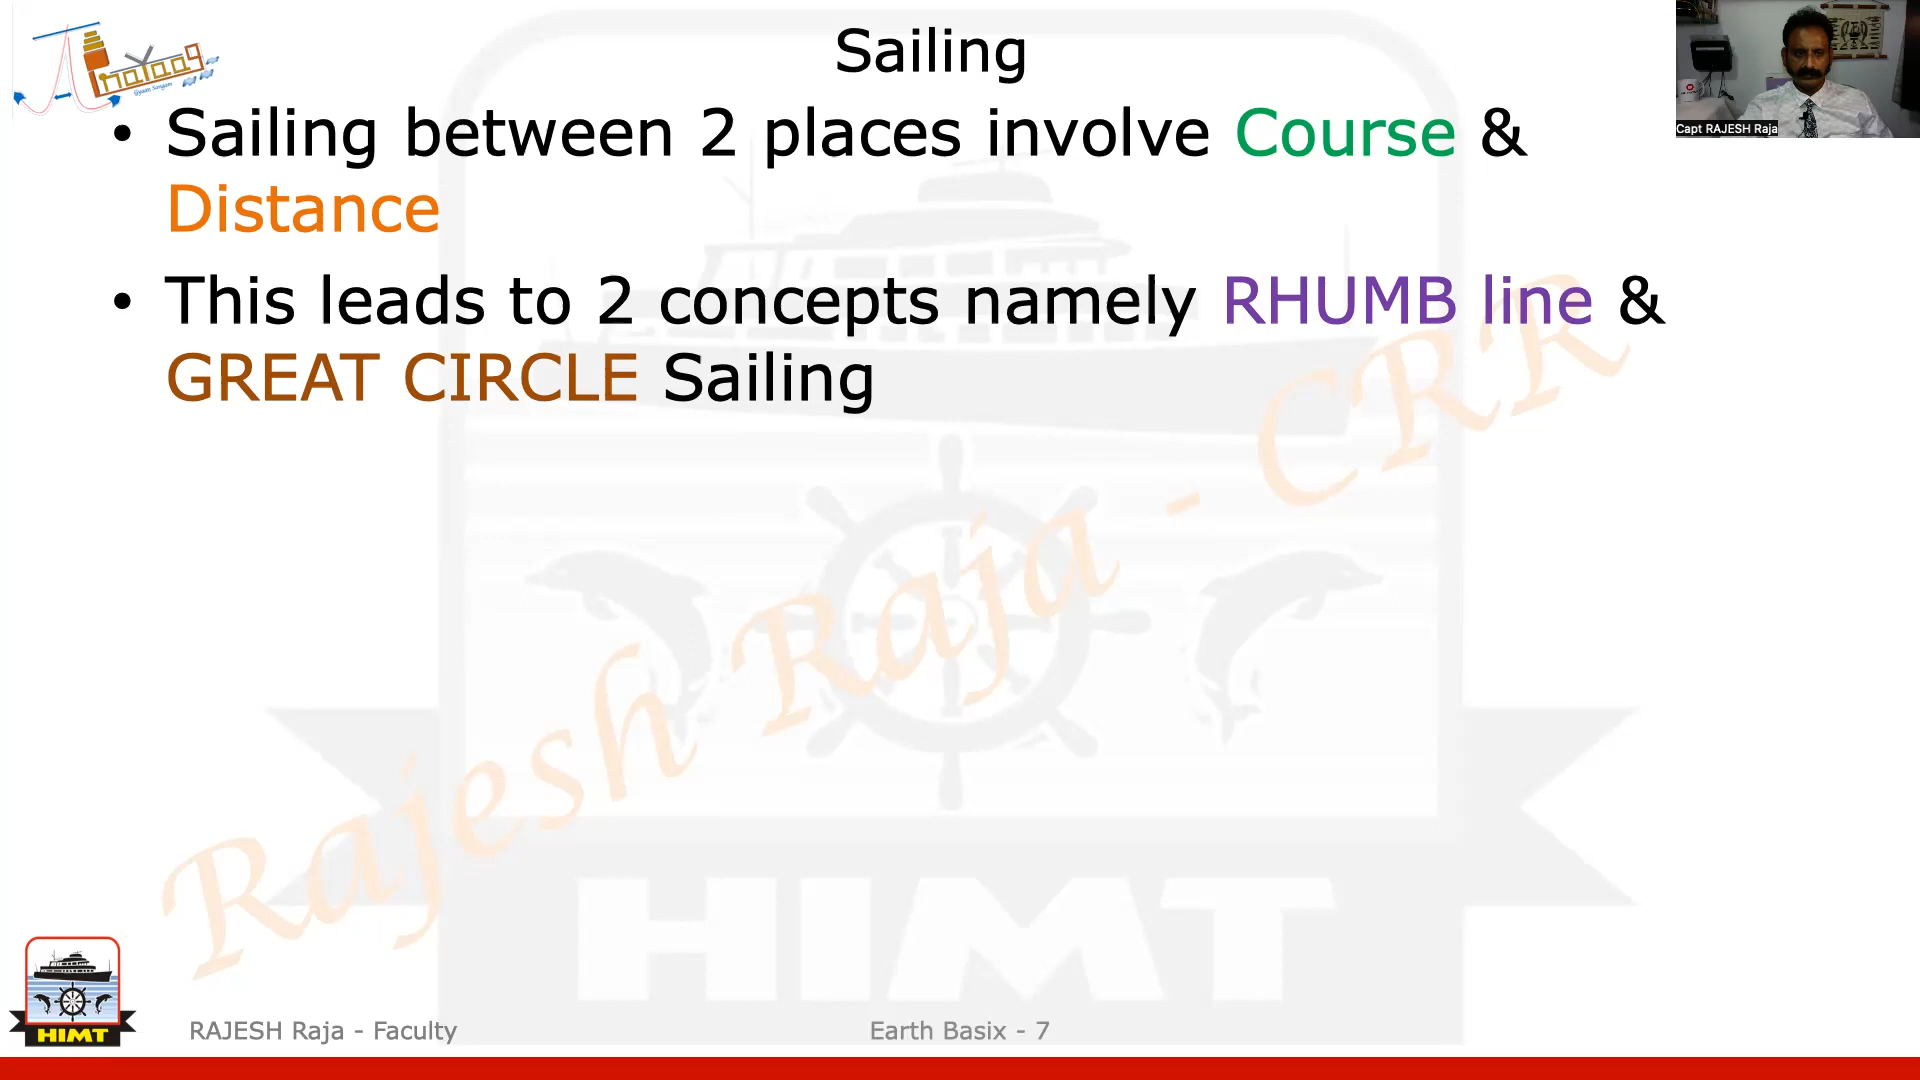 Sailing
• Sailing between 2 places involve Course &
Distance
• This leads to 2 concepts namely RHUMB line &
GREAT CIRCLE Sailing
Capt RAJESH Raja
Rajesh Raja - CRR
HIMT
HIMT
RAJESH Raja - Faculty
Earth Basix - 7